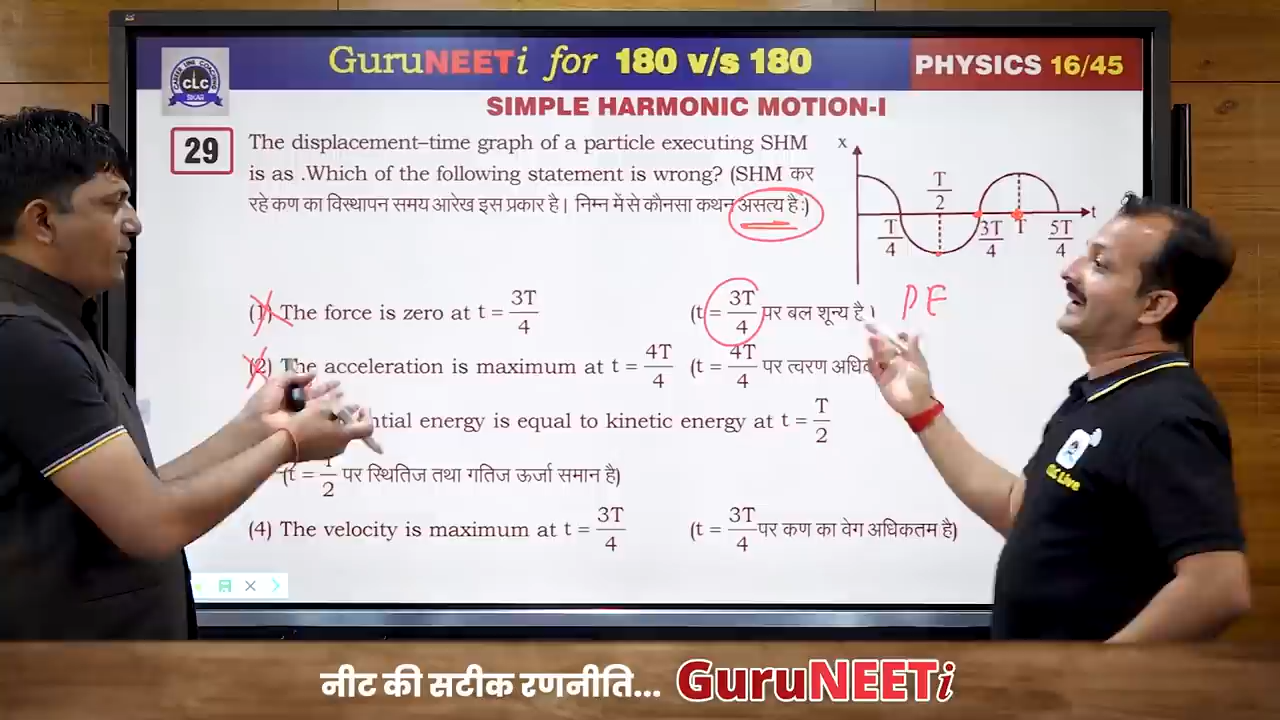 GuruNEETi for 180 v/s 180
PHYSICS 16/45
CLC
SIKAR
SIMPLE HARMONIC MOTION-I
29
The displacement–time graph of a particle executing SHM
is as .Which of the following statement is wrong? (SHM कर
रहे कण का विस्थापन समय आरेख इस प्रकार है। निम्न में से कौनसा कथन असत्य है:)
x
T/2
T/4
3T/4
T
5T/4
t
(1) The force is zero at t = 3T/4 (t = 3T/4 पर बल शून्य है)
PE
(2) The acceleration is maximum at t = 4T/4 (t = 4T/4 पर त्वरण
energy is equal to kinetic energy at t = T/2
(t = T/2 पर स्थितिज तथा गतिज ऊर्जा समान है)
(4) The velocity is maximum at t = 3T/4 (t = 3T/4 पर कण का वेग अधिकतम है)
CLC Live
नीट की सटीक रणनीति... GuruNEETi